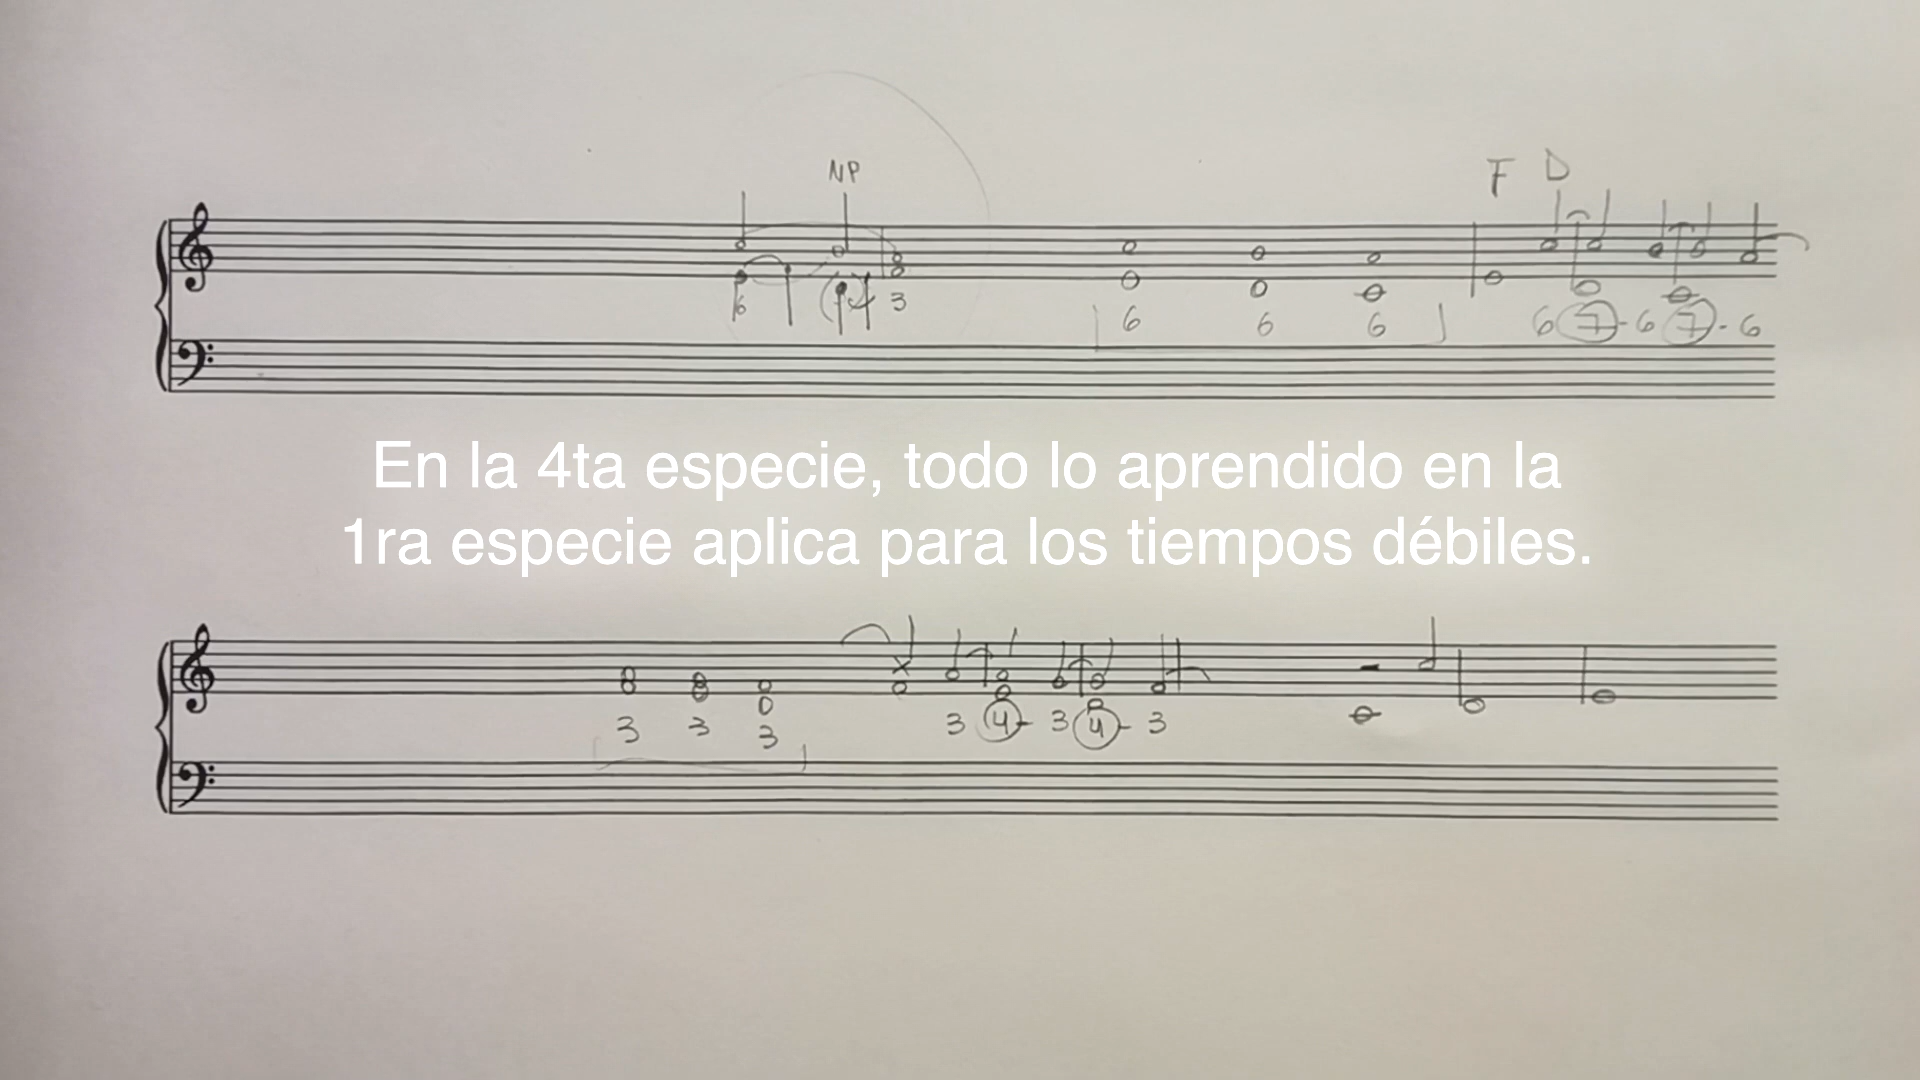 NP
F D
6 4 3 6 6 6 6 7-6 7-6
En la 4ta especie, todo lo aprendido en la
1ra especie aplica para los tiempos débiles.
3 3 3 3 4-3 4-3